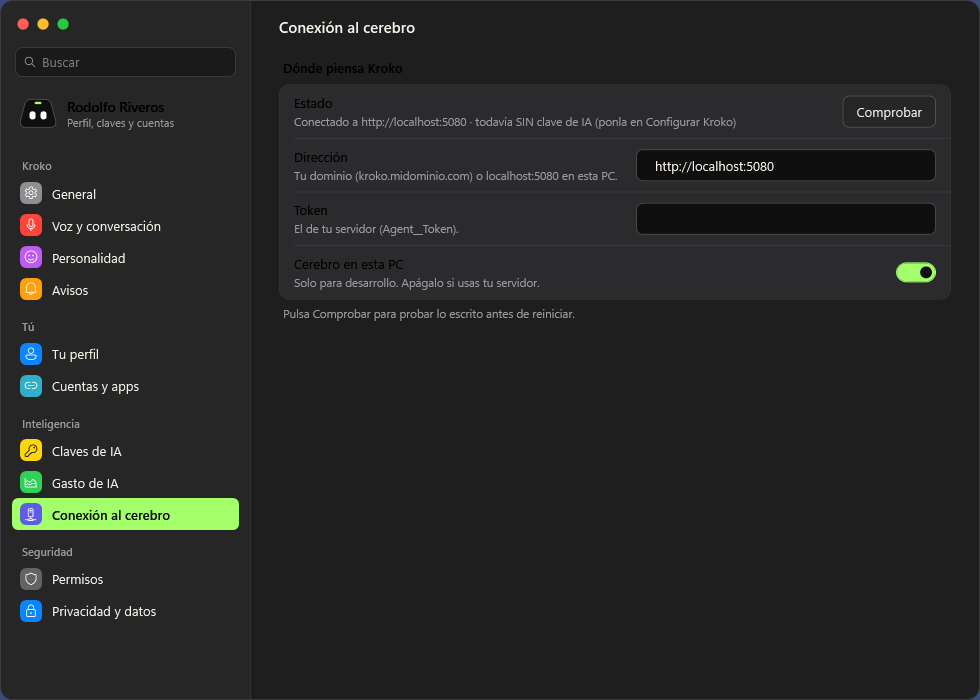 Conexión al cerebro
Buscar
Rodolfo Riveros
Perfil, claves y cuentas
Kroko
General
Voz y conversación
Personalidad
Avisos
Tú
Tu perfil
Cuentas y apps
Inteligencia
Claves de IA
Gasto de IA
Conexión al cerebro
Seguridad
Permisos
Privacidad y datos
Dónde piensa Kroko
Estado
Conectado a http://localhost:5080 · todavía SIN clave de IA (ponla en Configurar Kroko)
Comprobar
Dirección
Tu dominio (kroko.midominio.com) o localhost:5080 en esta PC.
http://localhost:5080
Token
El de tu servidor (Agent__Token).
Cerebro en esta PC
Solo para desarrollo. Apágalo si usas tu servidor.
Pulsa Comprobar para probar lo escrito antes de reiniciar.